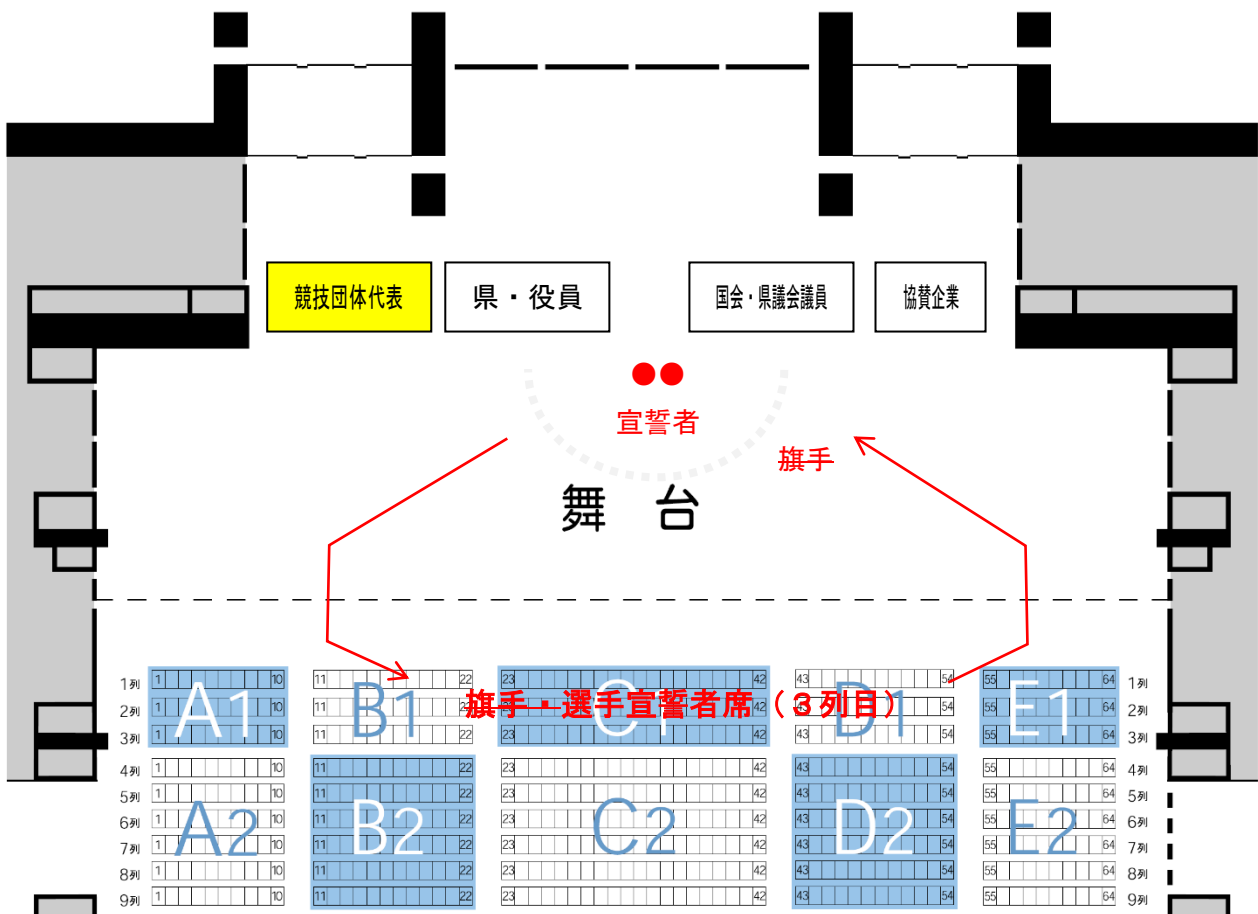 競技団体代表 県・役員 国会・県議会議員 協賛企業
宣誓者
旗手
舞 台
1列 1 10 11 22 23 42 43 54 55 64 1列
2列 1 10 11 22 23 42 43 54 55 64 2列
A1 B1 C1 D1 E1
旗手・選手宣誓者席（３列目）
3列 1 10 11 22 23 42 43 54 55 64 3列
4列 1 10 11 22 23 42 43 54 55 64 4列
5列 1 10 11 22 23 42 43 54 55 64 5列
6列 1 10 11 22 23 42 43 54 55 64 6列
A2 B2 C2 D2 E2
7列 1 10 11 22 23 42 43 54 55 64 7列
8列 1 10 11 22 23 42 43 54 55 64 8列
9列 1 10 11 22 23 42 43 54 55 64 9列